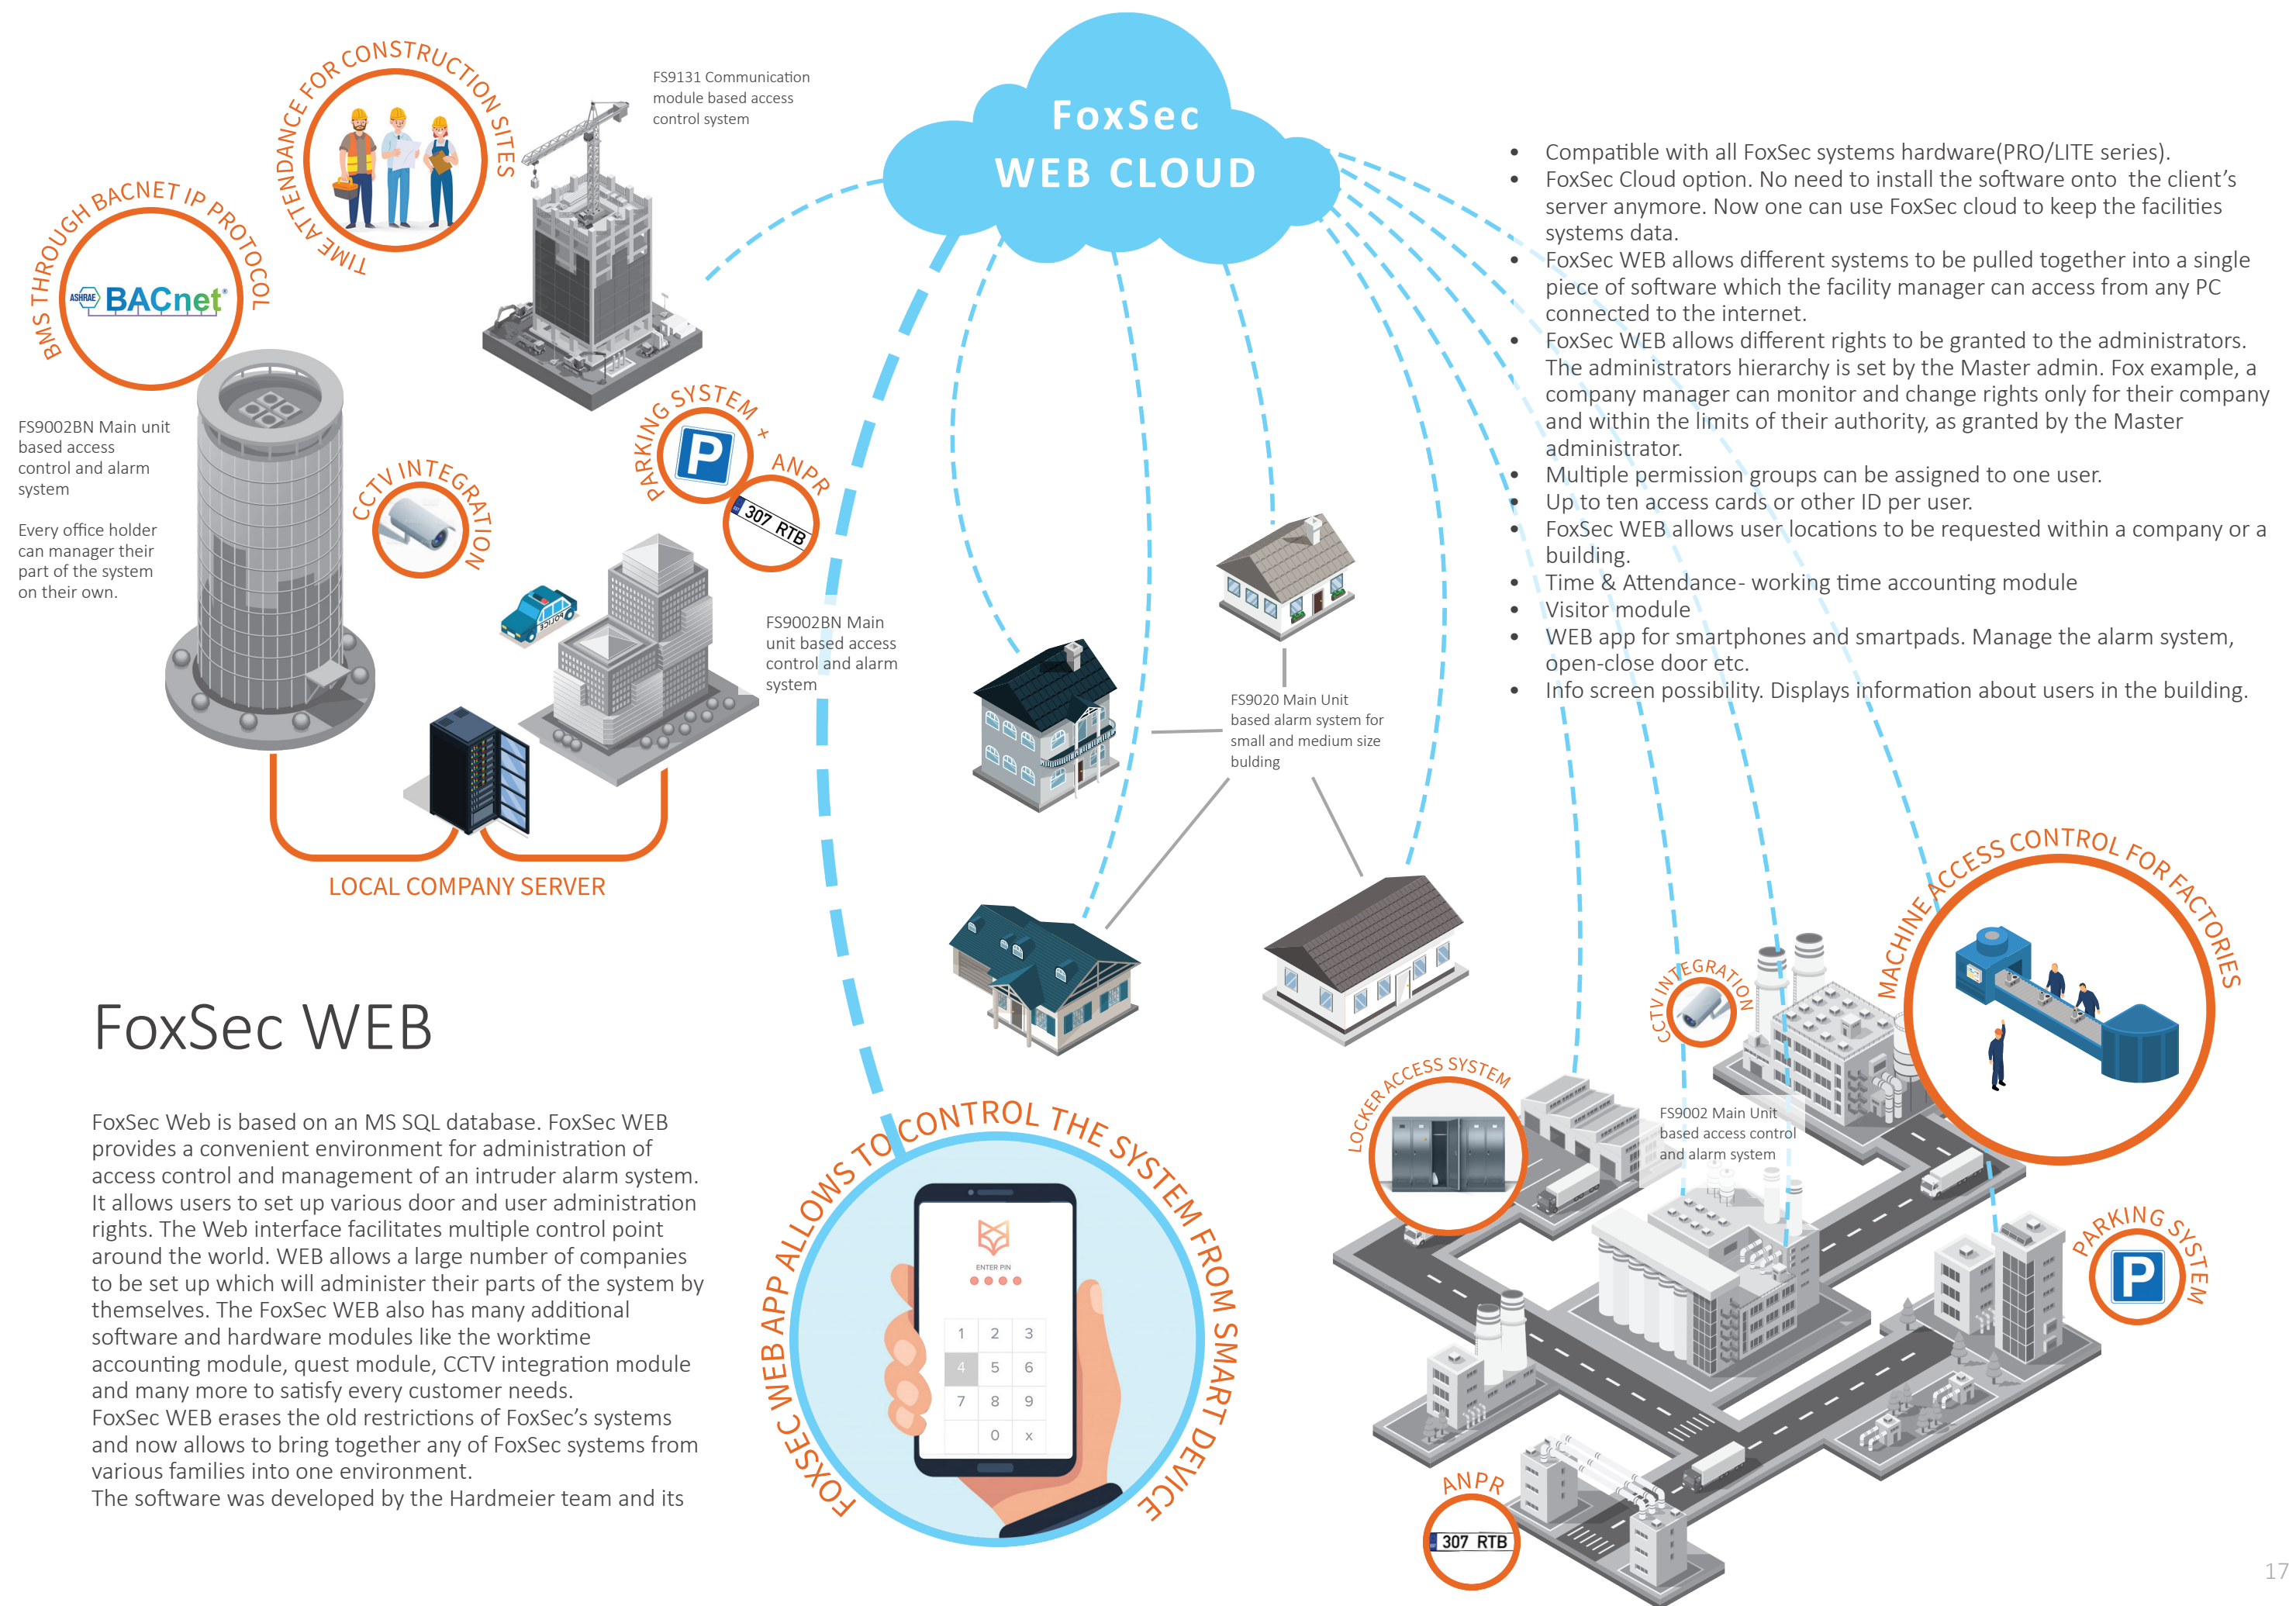 TIME ATTENDANCE FOR CONSTRUCTION SITES
FS9131 Communication
module based access
control system
BMS THROUGH BACNET IP PROTOCOL
ASHRAE BACnet®
FS9002BN Main unit
based access
control and alarm
system
Every office holder
can manager their
part of the system
on their own.
CCTV INTEGRATION
PARKING SYSTEM + ANPR
P
307 RTB
POLICE
FS9002BN Main
unit based access
control and alarm
system
LOCAL COMPANY SERVER
FoxSec
WEB CLOUD
FS9020 Main Unit
based alarm system for
small and medium size
bulding
• Compatible with all FoxSec systems hardware(PRO/LITE series).
• FoxSec Cloud option. No need to install the software onto the client’s
server anymore. Now one can use FoxSec cloud to keep the facilities
systems data.
• FoxSec WEB allows different systems to be pulled together into a single
piece of software which the facility manager can access from any PC
connected to the internet.
• FoxSec WEB allows different rights to be granted to the administrators.
The administrators hierarchy is set by the Master admin. Fox example, a
company manager can monitor and change rights only for their company
and within the limits of their authority, as granted by the Master
administrator.
• Multiple permission groups can be assigned to one user.
• Up to ten access cards or other ID per user.
• FoxSec WEB allows user locations to be requested within a company or a
building.
• Time & Attendance- working time accounting module
• Visitor module
• WEB app for smartphones and smartpads. Manage the alarm system,
open-close door etc.
• Info screen possibility. Displays information about users in the building.
FoxSec WEB
FoxSec Web is based on an MS SQL database. FoxSec WEB
provides a convenient environment for administration of
access control and management of an intruder alarm system.
It allows users to set up various door and user administration
rights. The Web interface facilitates multiple control point
around the world. WEB allows a large number of companies
to be set up which will administer their parts of the system by
themselves. The FoxSec WEB also has many additional
software and hardware modules like the worktime
accounting module, quest module, CCTV integration module
and many more to satisfy every customer needs.
FoxSec WEB erases the old restrictions of FoxSec’s systems
and now allows to bring together any of FoxSec systems from
various families into one environment.
The software was developed by the Hardmeier team and its
FOXSEC WEB APP ALLOWS TO CONTROL THE SYSTEM FROM SMART DEVICE
ENTER PIN
1 2 3
4 5 6
7 8 9
0 x
MACHINE ACCESS CONTROL FOR FACTORIES
CCTV INTEGRATION
LOCKER ACCESS SYSTEM
FS9002 Main Unit
based access control
and alarm system
PARKING SYSTEM
P
ANPR
307 RTB
17